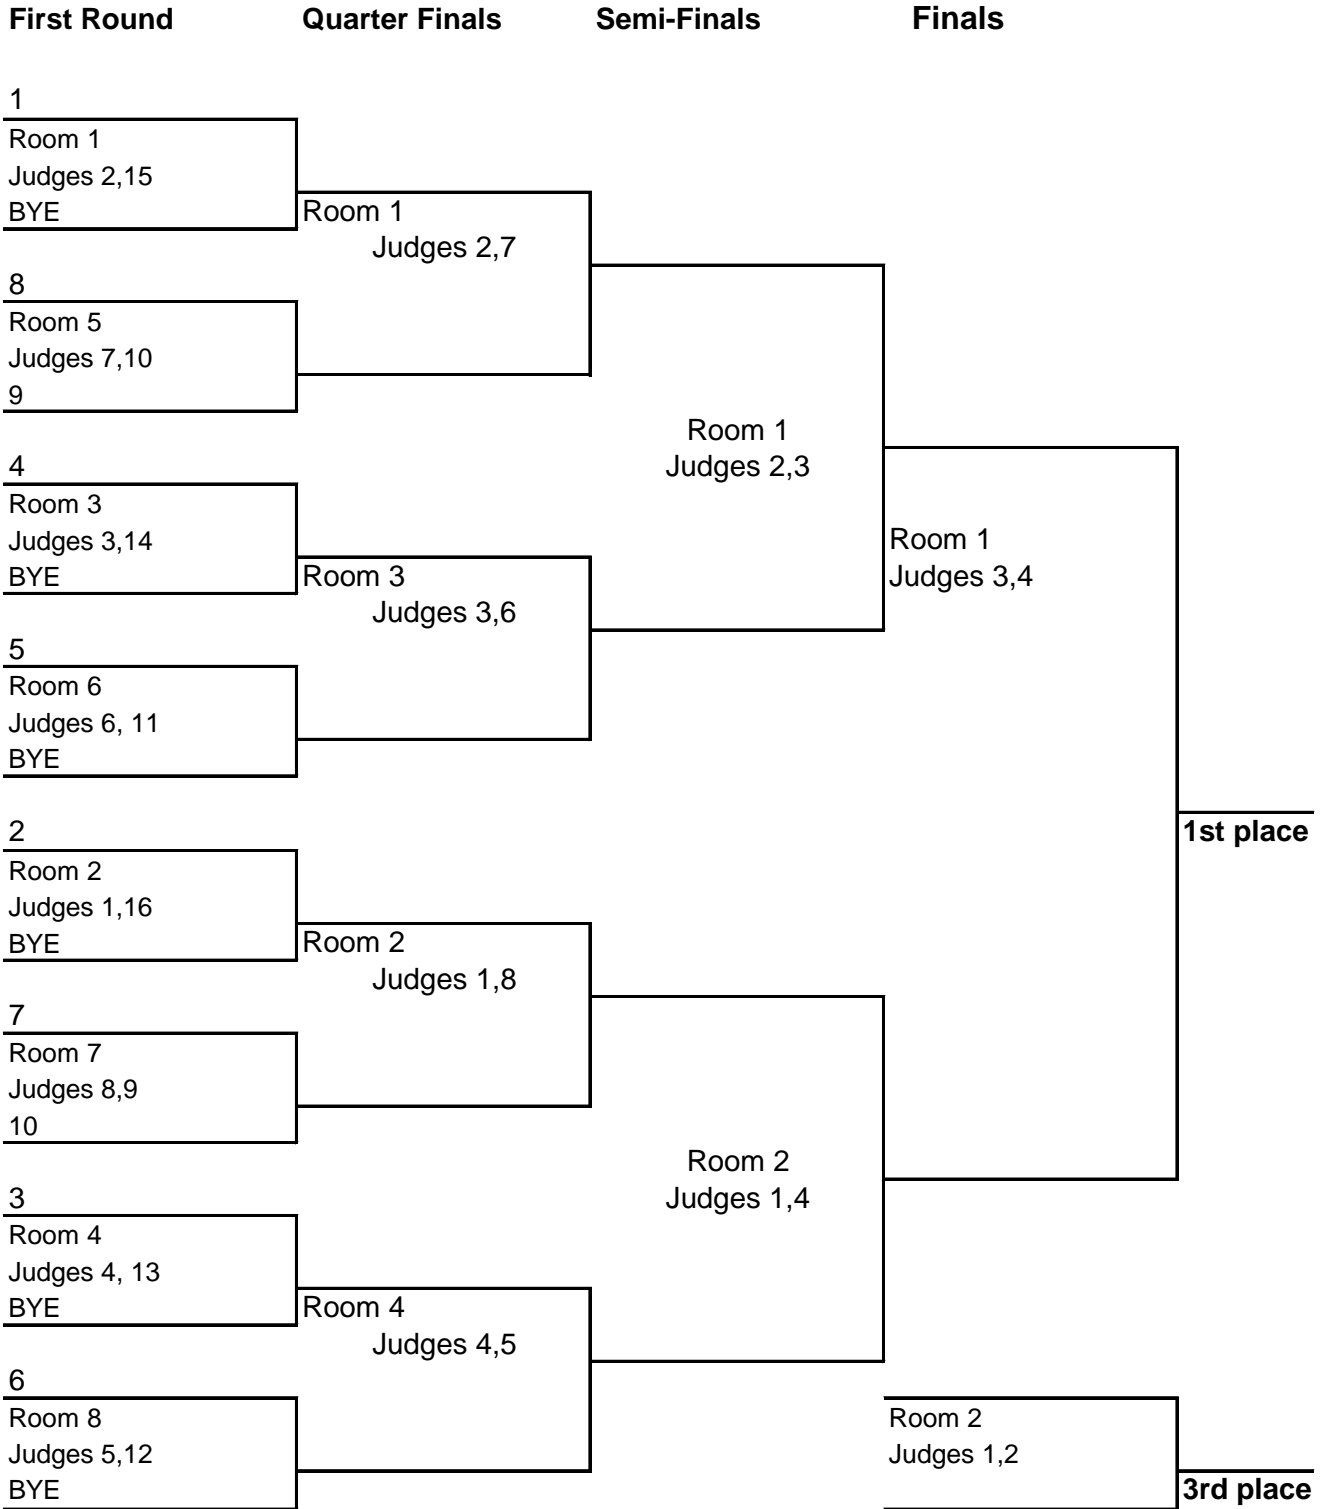 First Round Quarter Finals Semi-Finals Finals
1
Room 1
Judges 2,15
BYE
Room 1
Judges 2,7
8
Room 5
Judges 7,10
9
Room 1
Judges 2,3
4
Room 3
Judges 3,14
BYE
Room 3
Judges 3,6
Room 1
Judges 3,4
5
Room 6
Judges 6, 11
BYE
1st place
2
Room 2
Judges 1,16
BYE
Room 2
Judges 1,8
7
Room 7
Judges 8,9
10
Room 2
Judges 1,4
3
Room 4
Judges 4, 13
BYE
Room 4
Judges 4,5
6
Room 8
Judges 5,12
BYE
Room 2
Judges 1,2
3rd place